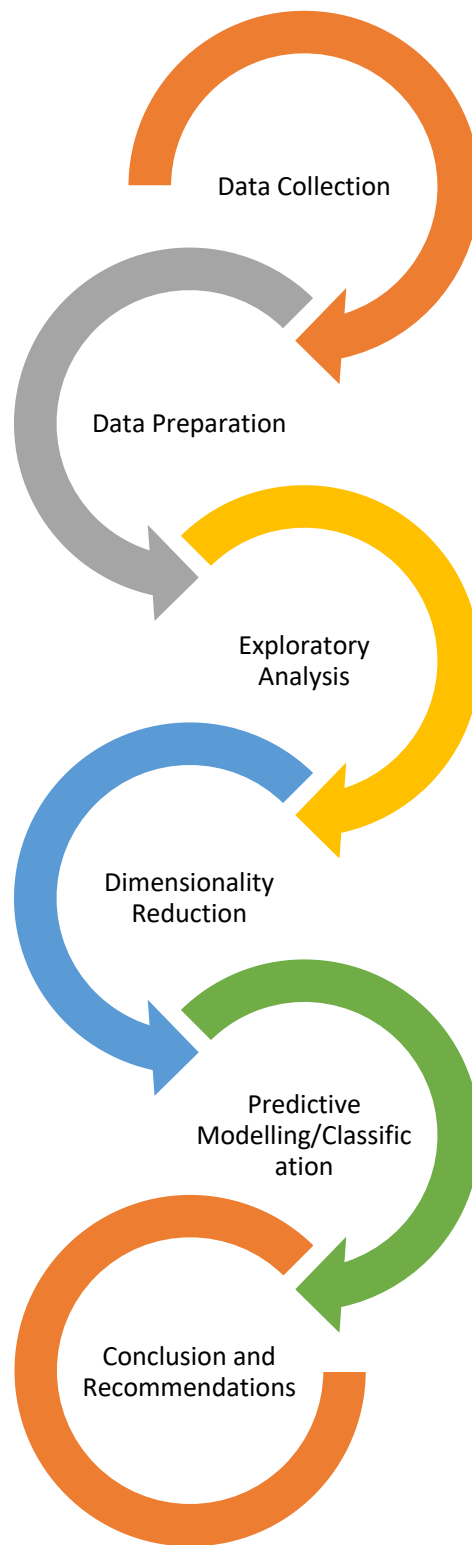 Data Collection
Data Preparation
Exploratory
Analysis
Dimensionality
Reduction
Predictive
Modelling/Classific
ation
Conclusion and
Recommendations